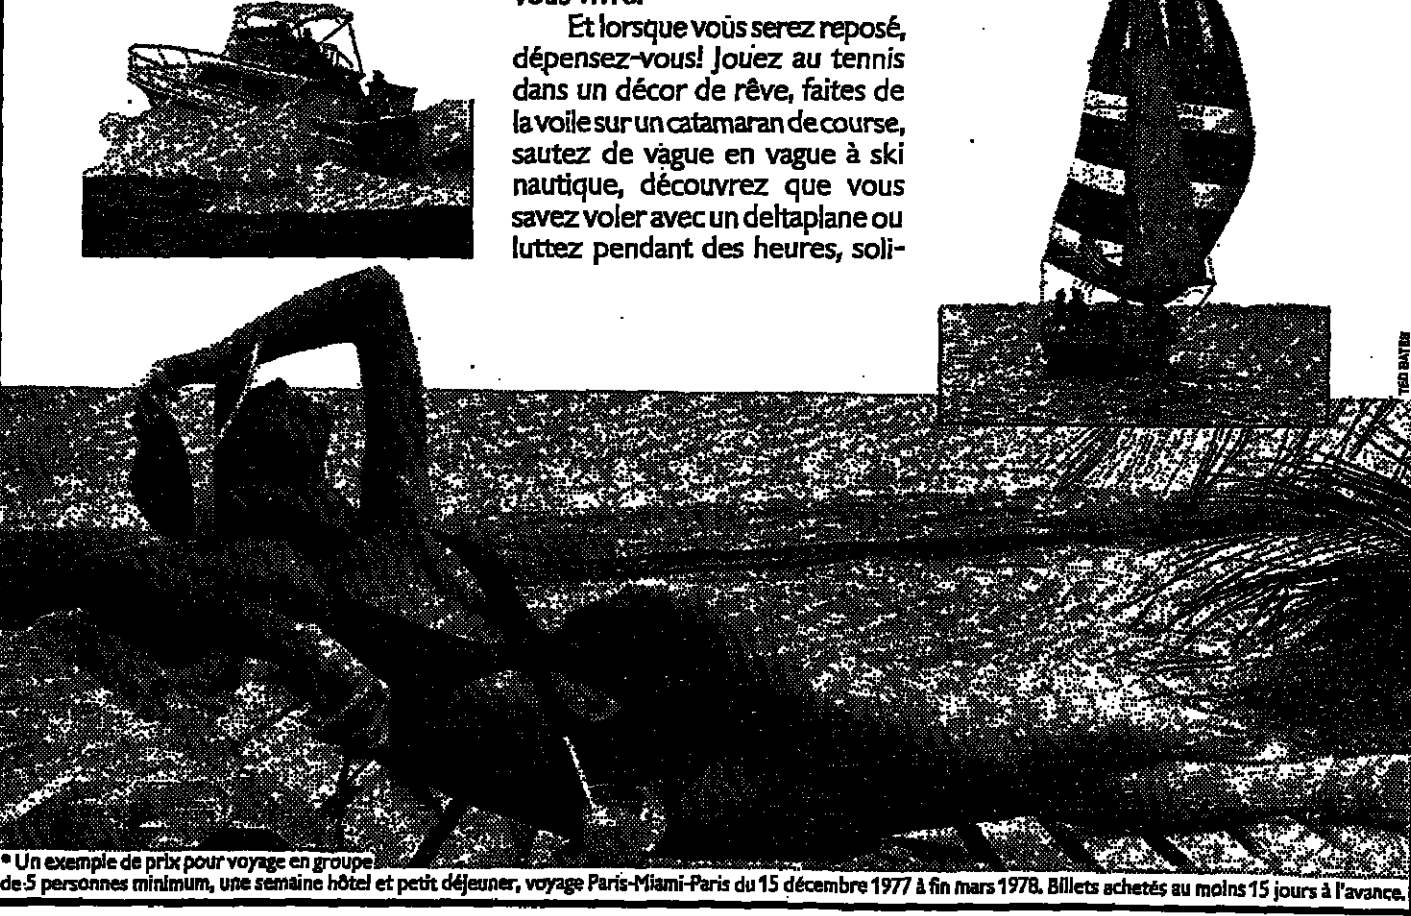 Et lorsque vous serez reposé,
dépensez-vous! Jouez au tennis
dans un décor de rêve, faites de
la voile sur un catamaran de course,
sautez de vague en vague à ski
nautique, découvrez que vous
savez voler avec un deltaplane ou
luttez pendant des heures, soli-
TED BATES
* Un exemple de prix pour voyage en groupe
de 5 personnes minimum, une semaine hôtel et petit déjeuner, voyage Paris-Miami-Paris du 15 décembre 1977 à fin mars 1978. Billets achetés au moins 15 jours à l'avance.